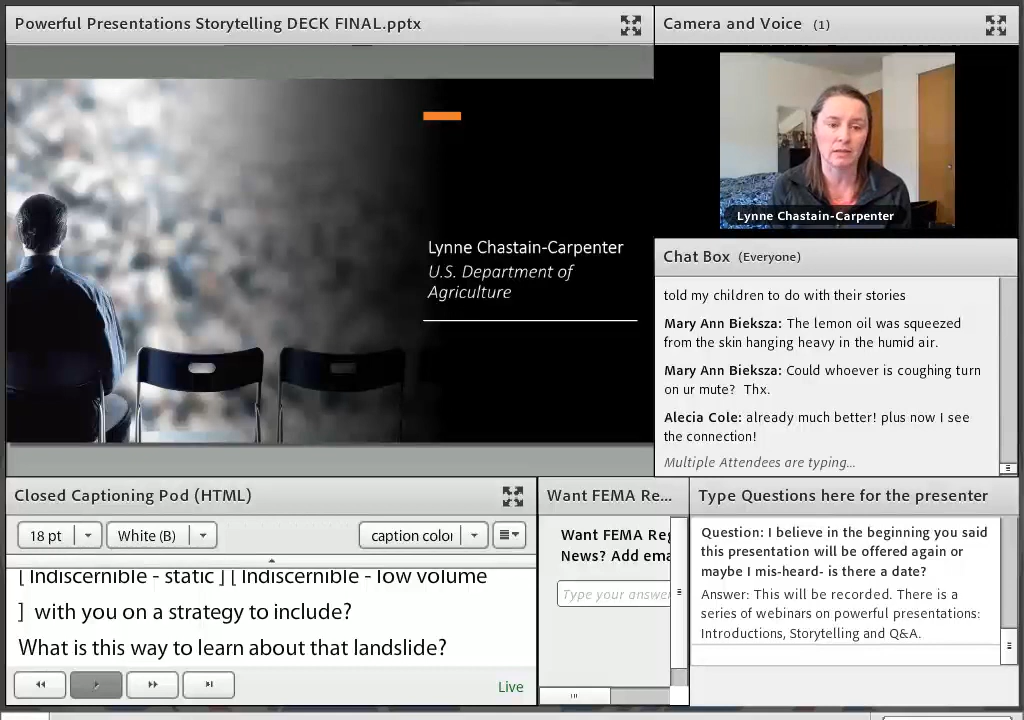 Powerful Presentations Storytelling DECK FINAL.pptx
Lynne Chastain-Carpenter
U.S. Department of
Agriculture
Camera and Voice (1)
Lynne Chastain-Carpenter
Chat Box (Everyone)
told my children to do with their stories
Mary Ann Bieksza: The lemon oil was squeezed
from the skin hanging heavy in the humid air.
Mary Ann Bieksza: Could whoever is coughing turn
on ur mute? Thx.
Alecia Cole: already much better! plus now I see
the connection!
Multiple Attendees are typing...
Closed Captioning Pod (HTML)
18 pt
White (B)
caption color
[ Indiscernible - static ] [ Indiscernible - low volume
] with you on a strategy to include?
What is this way to learn about that landslide?
Live
Want FEMA Re...
Want FEMA Reg
News? Add ema
Type your answer
Type Questions here for the presenter
Question: I believe in the beginning you said
this presentation will be offered again or
maybe I mis-heard- is there a date?
Answer: This will be recorded. There is a
series of webinars on powerful presentations:
Introductions, Storytelling and Q&A.